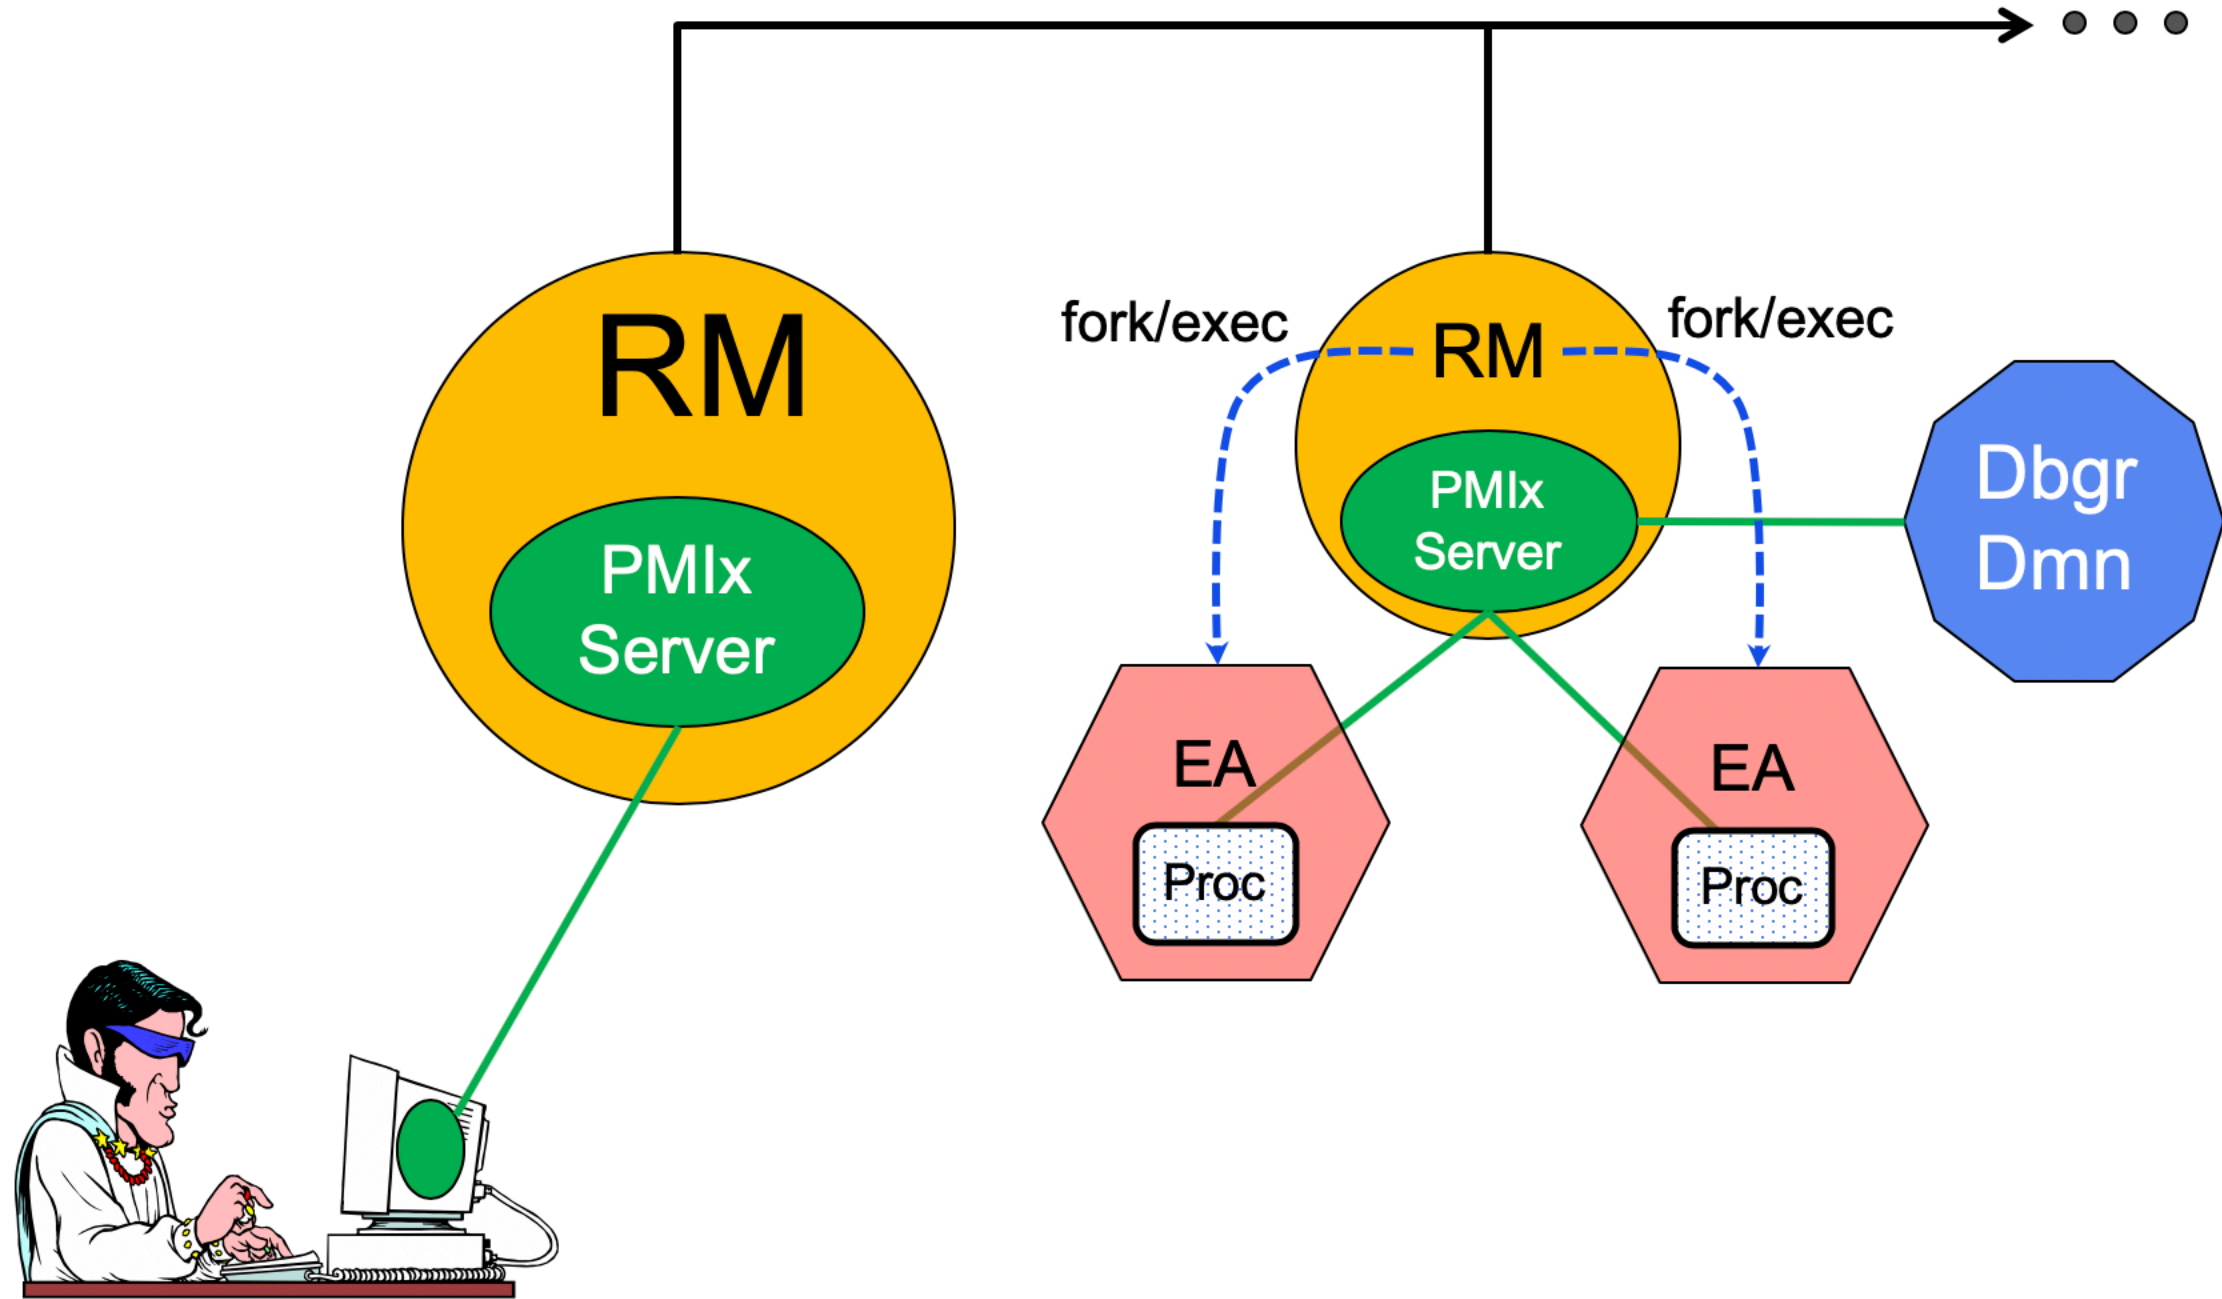 RM
PMIx
Server
fork/exec
RM
fork/exec
PMIx
Server
Dbgr
Dmn
EA
Proc
EA
Proc